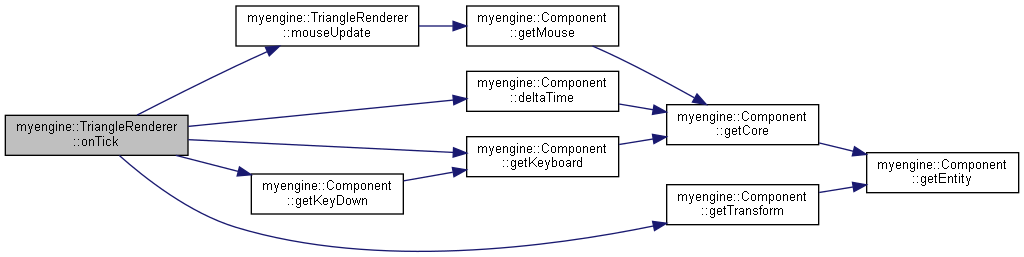 myengine::TriangleRenderer
::onTick
myengine::TriangleRenderer
::mouseUpdate
myengine::Component
::getMouse
myengine::Component
::deltaTime
myengine::Component
::getKeyboard
myengine::Component
::getKeyDown
myengine::Component
::getCore
myengine::Component
::getTransform
myengine::Component
::getEntity